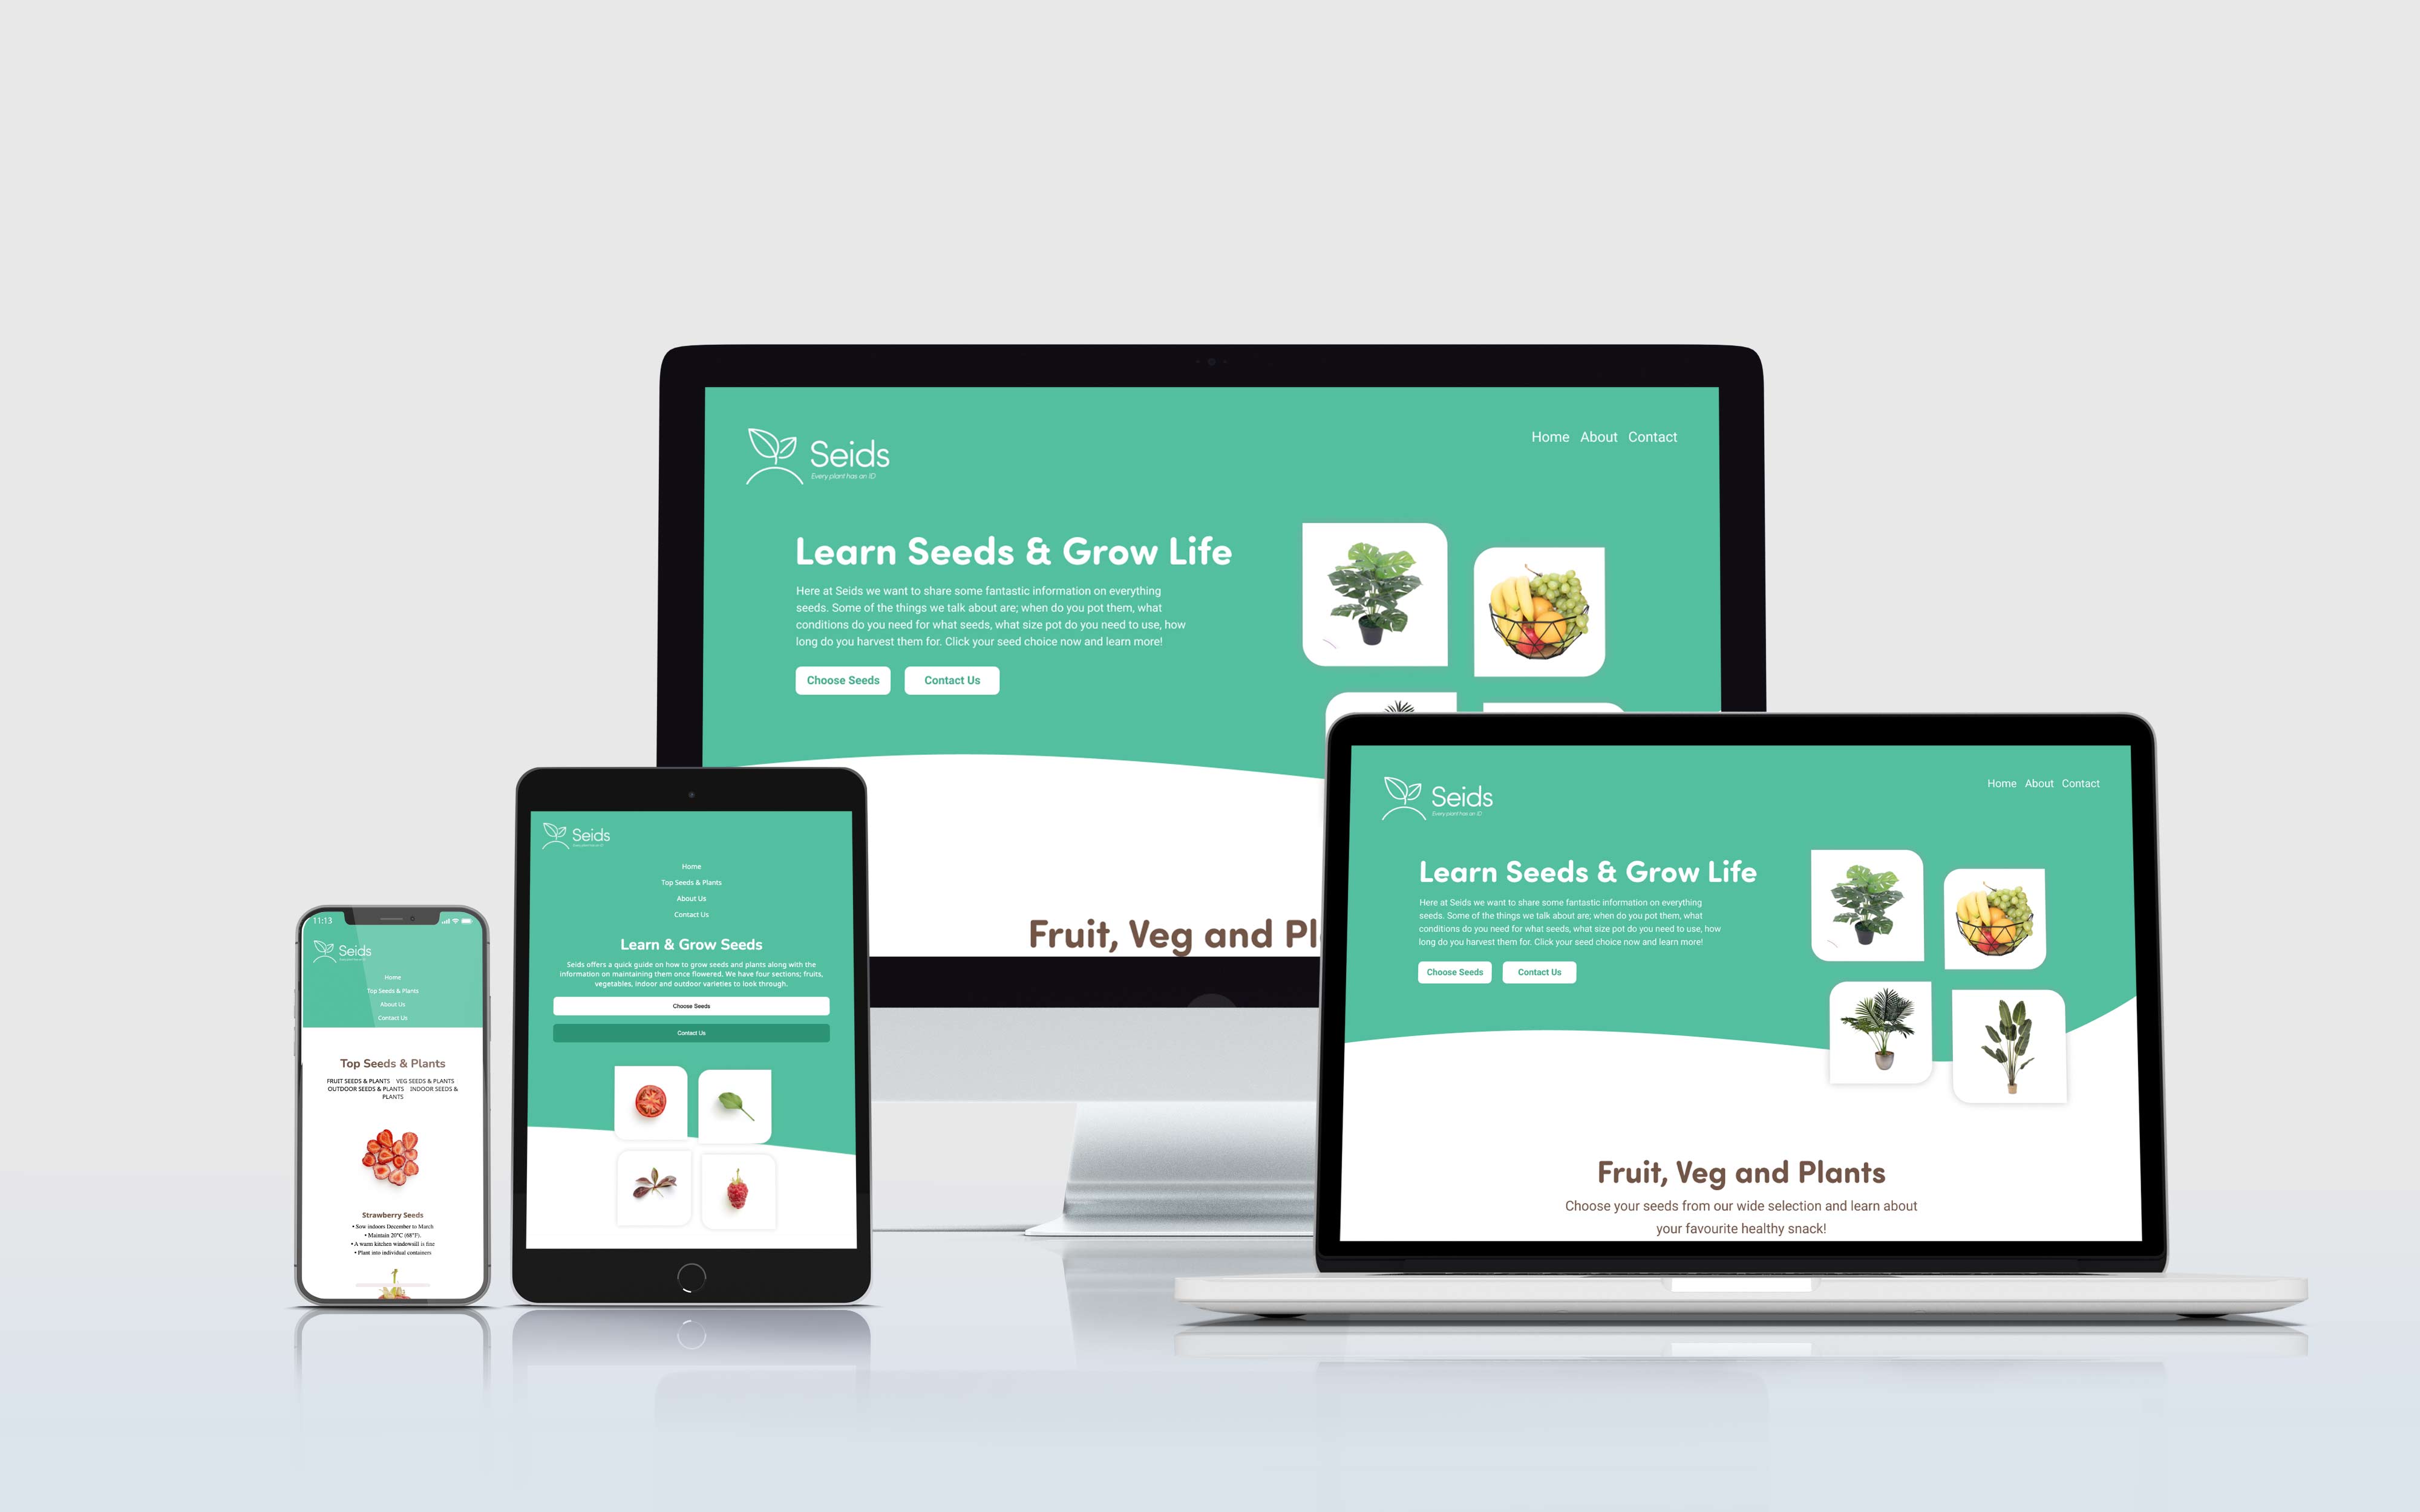 Seids
Every plant has an ID
Home About Contact
Learn Seeds & Grow Life
Here at Seids we want to share some fantastic information on everything
seeds. Some of the things we talk about are; when do you pot them, what
conditions do you need for what seeds, what size pot do you need to use, how
long do you harvest them for. Click your seed choice now and learn more!
Choose Seeds Contact Us
Fruit, Veg and Pl
Seids
Home
Top Seeds & Plants
About Us
Contact Us
Learn & Grow Seeds
Seids offers a quick guide on how to grow seeds and plants along with the
information on maintaining them once flowered. We have four sections; fruits,
vegetables, indoor and outdoor varieties to look through.
Choose Seeds
Contact Us
11:13
Seids
Home
Top Seeds & Plants
About Us
Contact Us
Top Seeds & Plants
FRUIT SEEDS & PLANTS VEG SEEDS & PLANTS
OUTDOOR SEEDS & PLANTS INDOOR SEEDS &
PLANTS
Strawberry Seeds
• Sow indoors December to March
• Maintain 20°C (68°F).
• A warm kitchen windowsill is fine
• Plant into individual containers
Seids
Every plant has an ID
Home About Contact
Learn Seeds & Grow Life
Here at Seids we want to share some fantastic information on everything
seeds. Some of the things we talk about are; when do you pot them, what
conditions do you need for what seeds, what size pot do you need to use, how
long do you harvest them for. Click your seed choice now and learn more!
Choose Seeds Contact Us
Fruit, Veg and Plants
Choose your seeds from our wide selection and learn about
your favourite healthy snack!